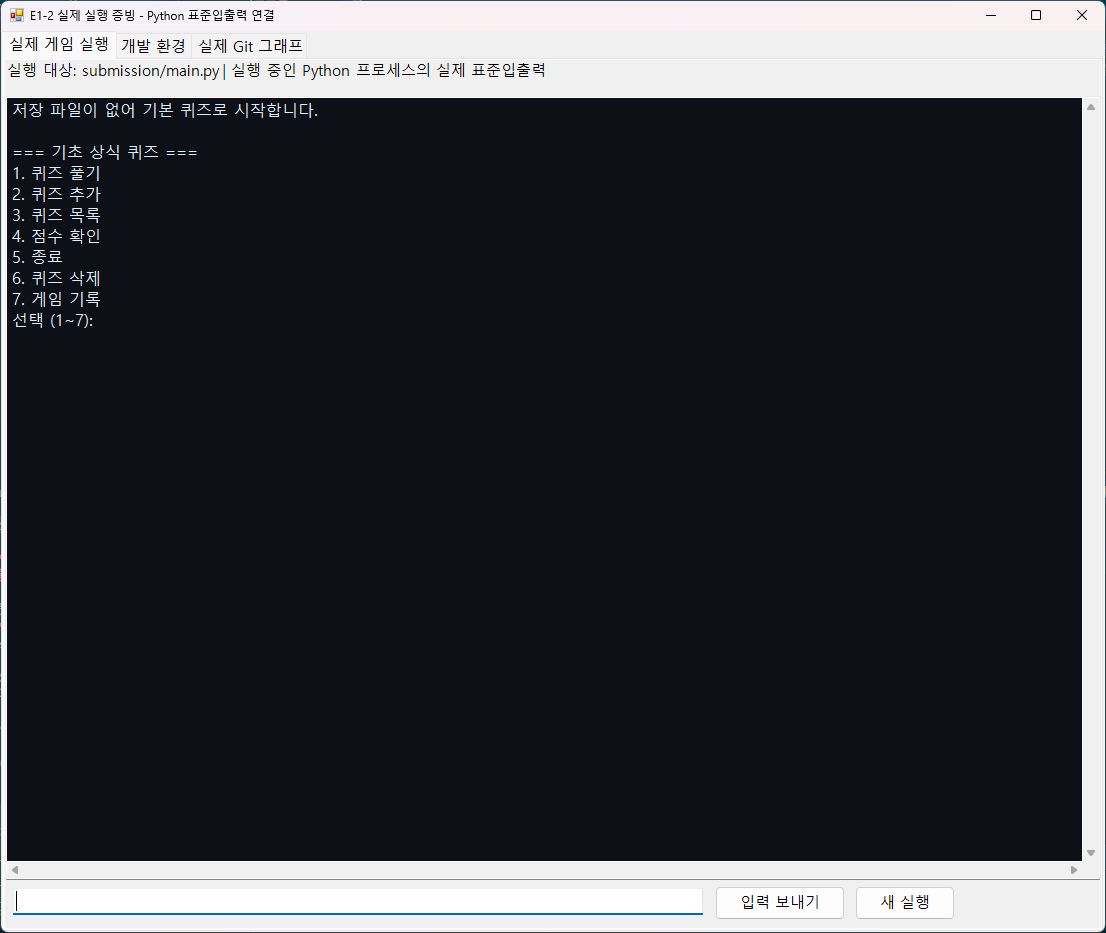 E1-2 실제 실행 증빙 - Python 표준입출력 연결
실제 게임 실행 개발 환경 실제 Git 그래프
실행 대상: submission/main.py | 실행 중인 Python 프로세스의 실제 표준입출력
저장 파일이 없어 기본 퀴즈로 시작합니다.
=== 기초 상식 퀴즈 ===
1. 퀴즈 풀기
2. 퀴즈 추가
3. 퀴즈 목록
4. 점수 확인
5. 종료
6. 퀴즈 삭제
7. 게임 기록
선택 (1~7):
입력 보내기 새 실행